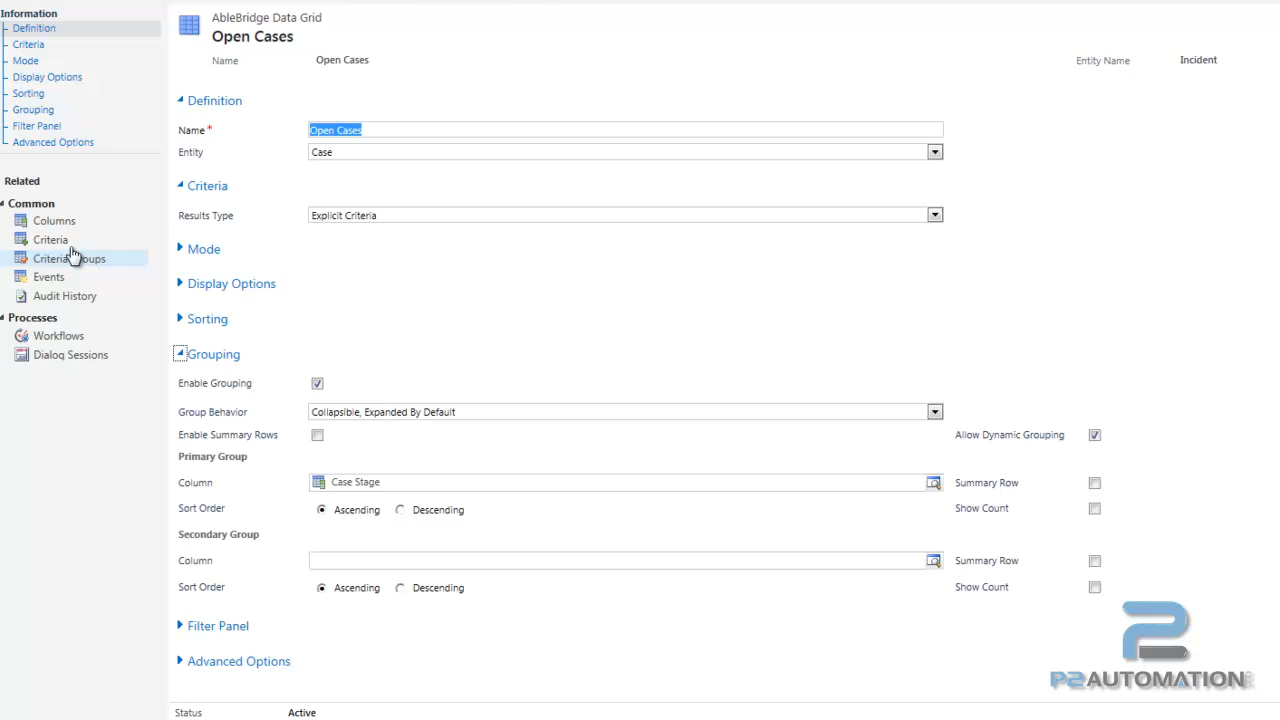 Information
Definition
Criteria
Mode
Display Options
Sorting
Grouping
Filter Panel
Advanced Options
Related
Common
Columns
Criteria
Events
Audit History
Processes
Workflows
Dialog Sessions
AbleBridge Data Grid
Open Cases
Name Open Cases Entity Name Incident
Definition
Name* Open Cases
Entity Case
Criteria
Results Type Explicit Criteria
Mode
Display Options
Sorting
Grouping
Enable Grouping
Group Behavior Collapsible, Expanded By Default
Enable Summary Rows Allow Dynamic Grouping
Primary Group
Column Case Stage Summary Row
Sort Order Ascending Descending Show Count
Secondary Group
Column Summary Row
Sort Order Ascending Descending Show Count
Filter Panel
Advanced Options
P2AUTOMATION
Status Active